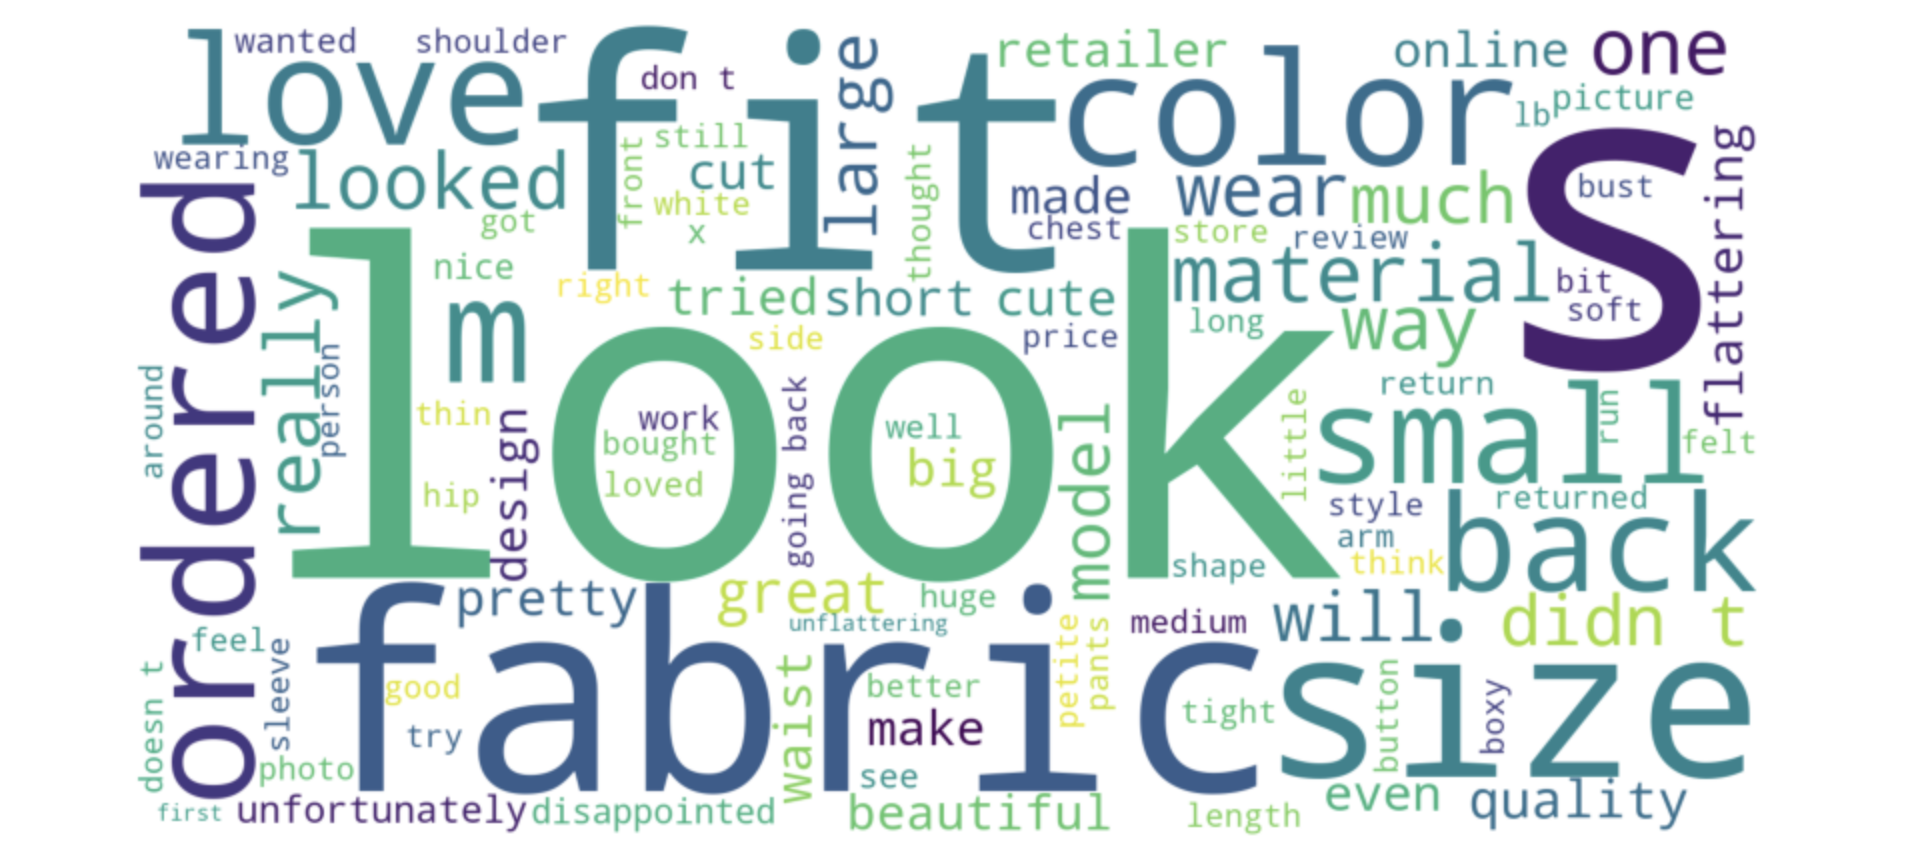 wanted
shoulder
love
fit
don t
large
retailer
color
online
one
lb
picture
wearing
looked
still
cut
front
white
x
got
thought
made
chest
wear
much
store
review
s
bust
flattering
ordered
really
nice
m
right
tried
short
cute
material
bit
soft
long
way
side
price
look
person
around
thin
hip
design
work
bought
loved
going back
well
big
model
little
return
small
run
felt
style
returned
arm
think
back
shape
pretty
great
huge
unflattering
medium
will
didn t
feel
sleeve
doesn t
fabric
good
try
photo
waist
better
make
see
petite
pants
tight
size
button
boxy
first
unfortunately
disappointed
beautiful
length
even
quality